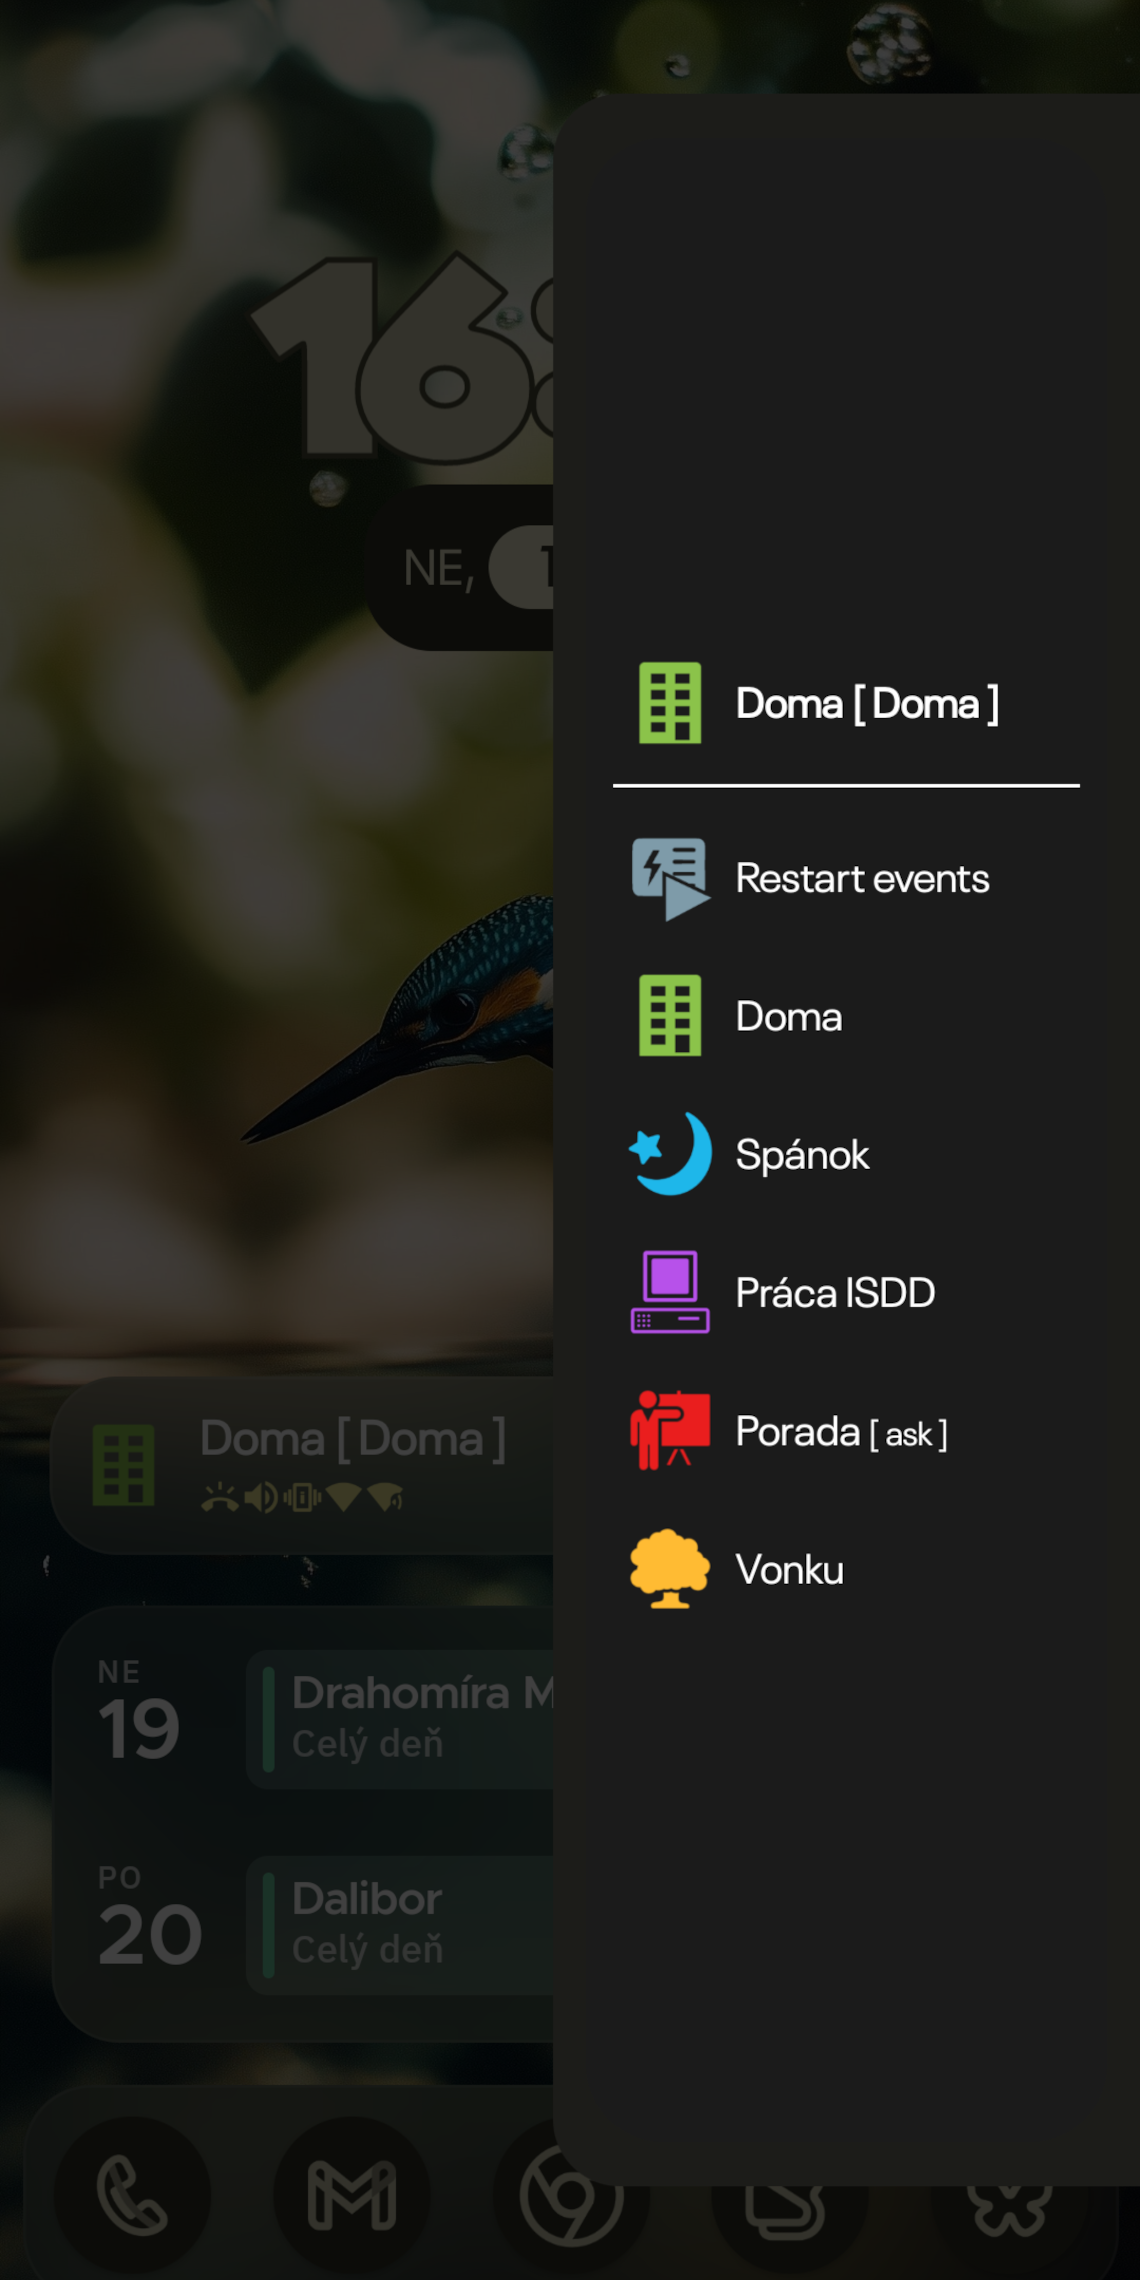 16:
NE,
Doma [ Doma ]
Restart events
Doma
Spánok
Práca ISDD
Porada [ ask ]
Vonku
Doma [ Doma ]
NE
19
Drahomíra
Celý deň
PO
20
Dalibor
Celý deň